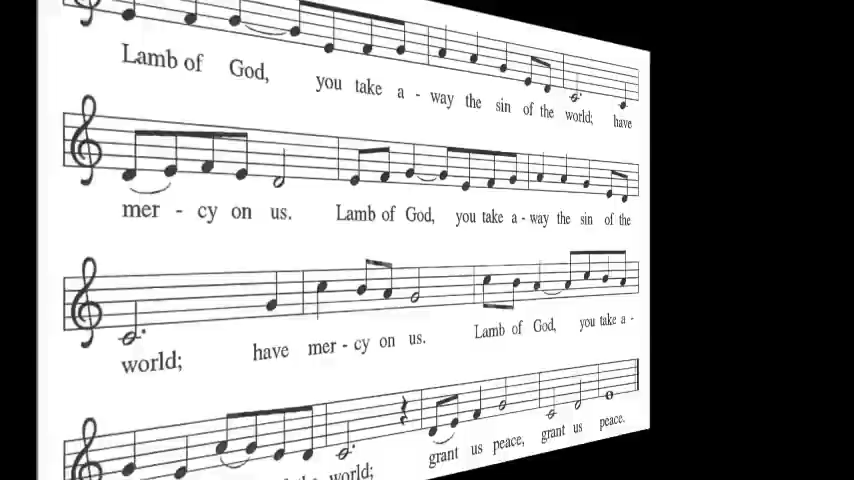 Lamb of God, you take a - way the sin of the world; have
mer - cy on us. Lamb of God, you take a - way the sin of the
world; have mer - cy on us. Lamb of God, you take a -
the world; grant us peace, grant us peace.